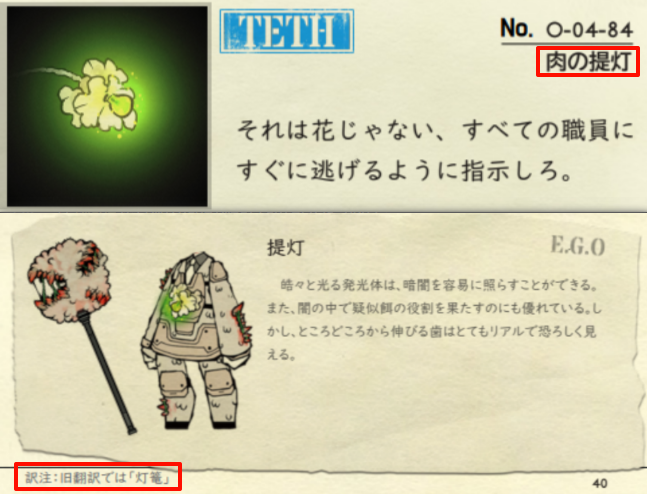 TETH
No. O-04-84
肉の提灯
それは花じゃない、すべての職員に
すぐに逃げるように指示しろ。
提灯
E.G.O
皓々と光る発光体は、暗闇を容易に照らすことができる。
また、闇の中で疑似餌の役割を果たすのにも優れている。し
かし、ところどころから伸びる歯はとてもリアルで恐ろしく見
える。
訳注：旧翻訳では「灯篭」
40